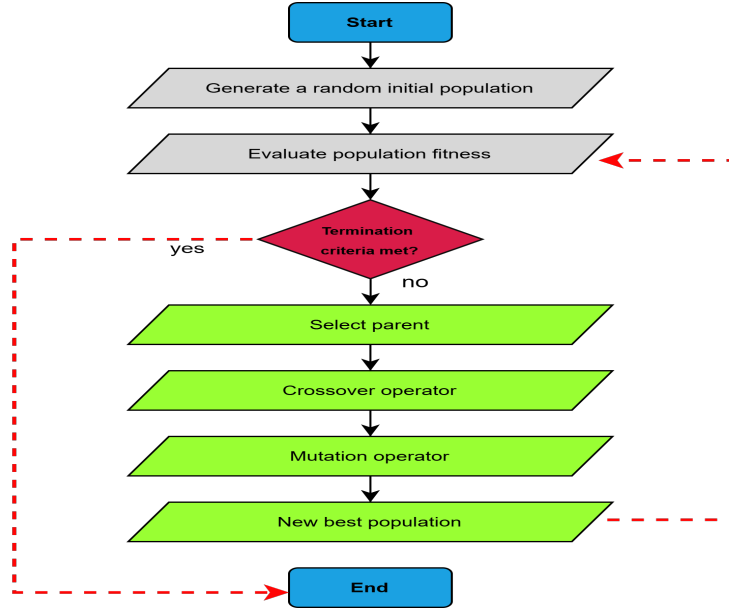 Start
Generate a random initial population
Evaluate population fitness
Termination
criteria met?
yes
no
Select parent
Crossover operator
Mutation operator
New best population
End